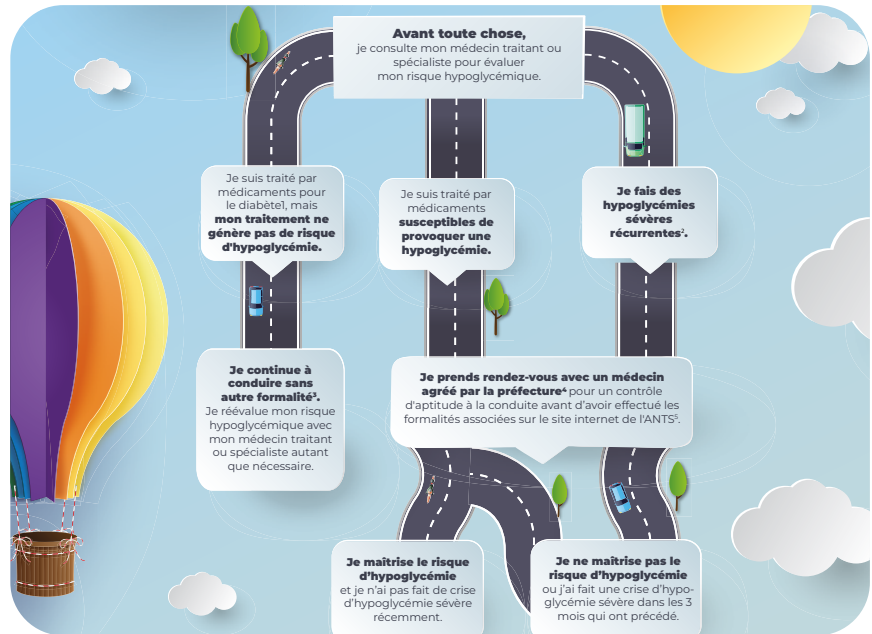 Avant toute chose,
je consulte mon médecin traitant ou
spécialiste pour évaluer
mon risque hypoglycémique.
Je suis traité par
médicaments pour
le diabète1, mais
mon traitement ne
génère pas de risque
d'hypoglycémie.
Je suis traité par
médicaments
susceptibles de
provoquer une
hypoglycémie.
Je fais des
hypoglycémies
sévères
récurrentes².
Je continue à
conduire sans
autre formalité³.
Je réévalue mon risque
hypoglycémique avec
mon médecin traitant
ou spécialiste autant
que nécessaire.
Je prends rendez-vous avec un médecin
agréé par la préfecture⁴ pour un contrôle
d'aptitude à la conduite avant d'avoir effectué les
formalités associées sur le site internet de l'ANTS⁵.
Je maîtrise le risque
d'hypoglycémie
et je n'ai pas fait de crise
d'hypoglycémie sévère
récemment.
Je ne maîtrise pas le
risque d'hypoglycémie
ou j'ai fait une crise d'hypo-
glycémie sévère dans les 3
mois qui ont précédé.